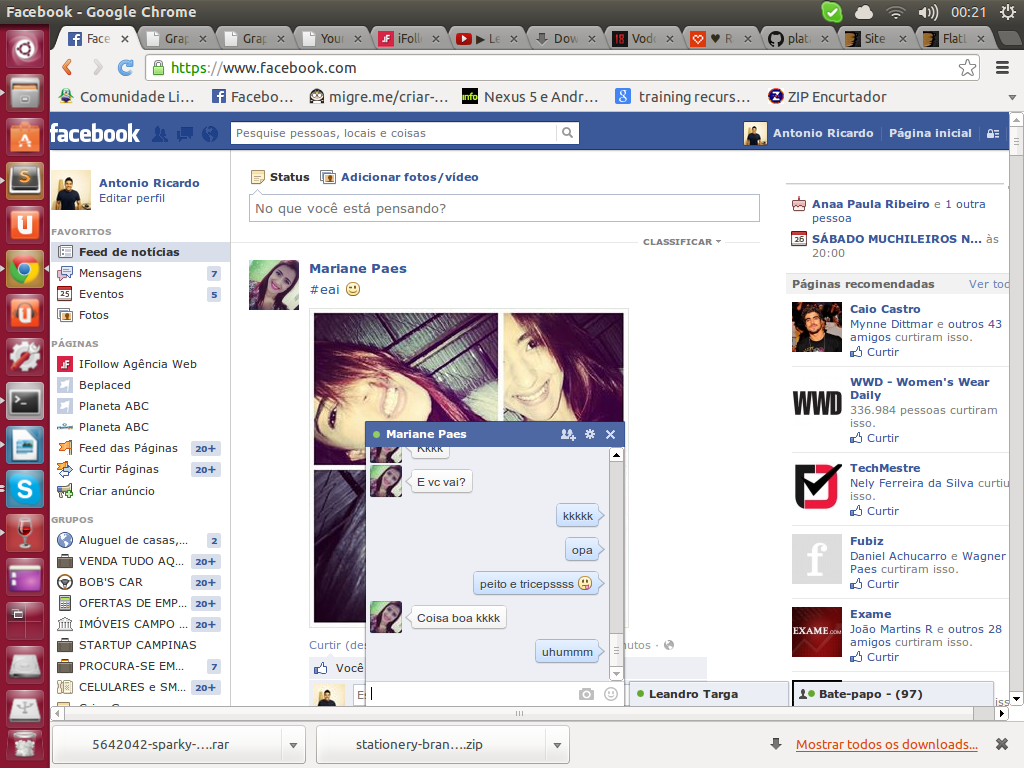 Facebook - Google Chrome
00:21
Face
Grap
Grap
Your
iFoll
Le
Dow
Vod
R
plat
Site
Flat
https://www.facebook.com
Comunidade Li...
Facebo...
migre.me/criar-...
Nexus 5 e Andr...
training recurs...
ZIP Encurtador
facebook
Pesquise pessoas, locais e coisas
Antonio Ricardo
Página inicial
Antonio Ricardo
Editar perfil
FAVORITOS
Feed de notícias
Mensagens 7
Eventos 5
Fotos
PÁGINAS
IFollow Agência Web
Beplaced
Planeta ABC
Planeta ABC
Feed das Páginas 20+
Curtir Páginas 20+
Criar anúncio
GRUPOS
Aluguel de casas,... 2
VENDA TUDO AQ... 20+
BOB'S CAR 20+
OFERTAS DE EMP... 20+
IMÓVEIS CAMPO ... 20+
STARTUP CAMPINAS
PROCURA-SE EM... 7
CELULARES e SM... 20+
Status
Adicionar fotos/vídeo
No que você está pensando?
CLASSIFICAR
Mariane Paes
#eai
Curtir (des
utos
Você
Es
Mariane Paes
Kkkk
E vc vai?
kkkkk
opa
peito e tricepssss
Coisa boa kkkk
uhummm
Leandro Targa
Bate-papo - (97)
Anaa Paula Ribeiro e 1 outra
pessoa
26
SÁBADO MUCHILEIROS N... às
20:00
Páginas recomendadas
Ver toc
Caio Castro
Mynne Dittmar e outros 43
amigos curtiram isso.
Curtir
WWD
WWD - Women's Wear
Daily
336.984 pessoas curtiram
isso.
Curtir
TechMestre
Nely Ferreira da Silva curtiu
isso.
Curtir
f
Fubiz
Daniel Achucarro e Wagner
Paes curtiram isso.
Curtir
EXAME.COM
Exame
João Martins R e outros 28
amigos curtiram isso.
Curtir
iss
5642042-sparky-....rar
stationery-bran....zip
Mostrar todos os downloads...